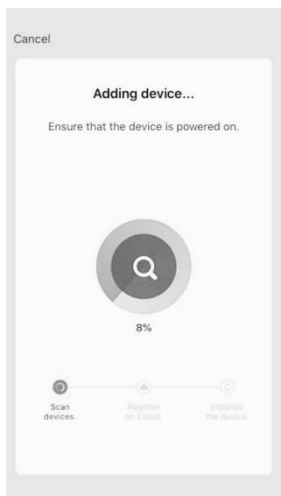 Cancel
Adding device...
Ensure that the device is powered on.
8%
Scan
devices.
Register
on Cloud.
Initialize
the device.